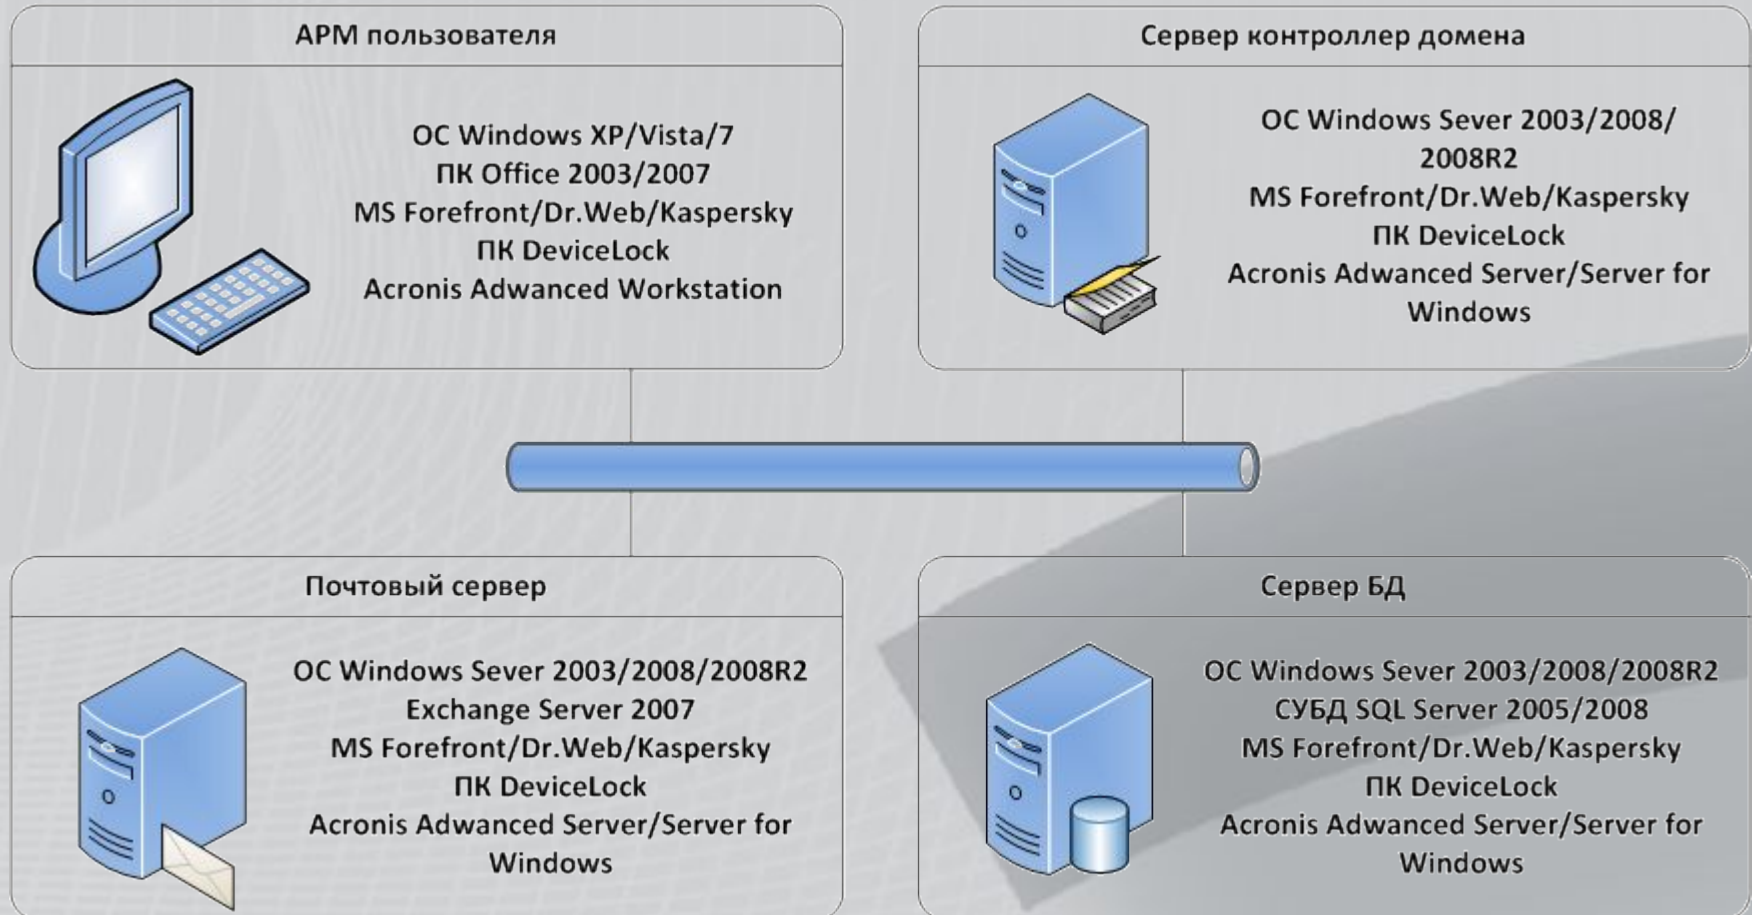 АРМ пользователя
ОС Windows XP/Vista/7
ПК Office 2003/2007
MS Forefront/Dr.Web/Kaspersky
ПК DeviceLock
Acronis Adwanced Workstation
Сервер контроллер домена
ОС Windows Sever 2003/2008/
2008R2
MS Forefront/Dr.Web/Kaspersky
ПК DeviceLock
Acronis Adwanced Server/Server for
Windows
Почтовый сервер
ОС Windows Sever 2003/2008/2008R2
Exchange Server 2007
MS Forefront/Dr.Web/Kaspersky
ПК DeviceLock
Acronis Adwanced Server/Server for
Windows
Сервер БД
ОС Windows Sever 2003/2008/2008R2
СУБД SQL Server 2005/2008
MS Forefront/Dr.Web/Kaspersky
ПК DeviceLock
Acronis Adwanced Server/Server for
Windows